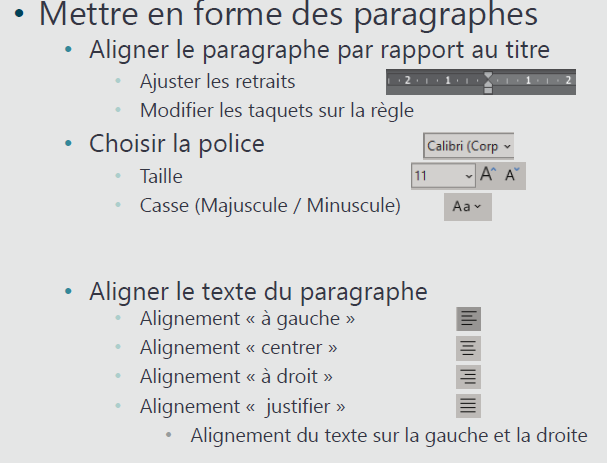 • Mettre en forme des paragraphes
• Aligner le paragraphe par rapport au titre
• Ajuster les retraits
2 1 1 2
• Modifier les taquets sur la règle
• Choisir la police
Calibri (Corp
• Taille
11 A A
• Casse (Majuscule / Minuscule)
Aa
• Aligner le texte du paragraphe
• Alignement « à gauche »
• Alignement « centrer »
• Alignement « à droit »
• Alignement «  justifier »
• Alignement du texte sur la gauche et la droite